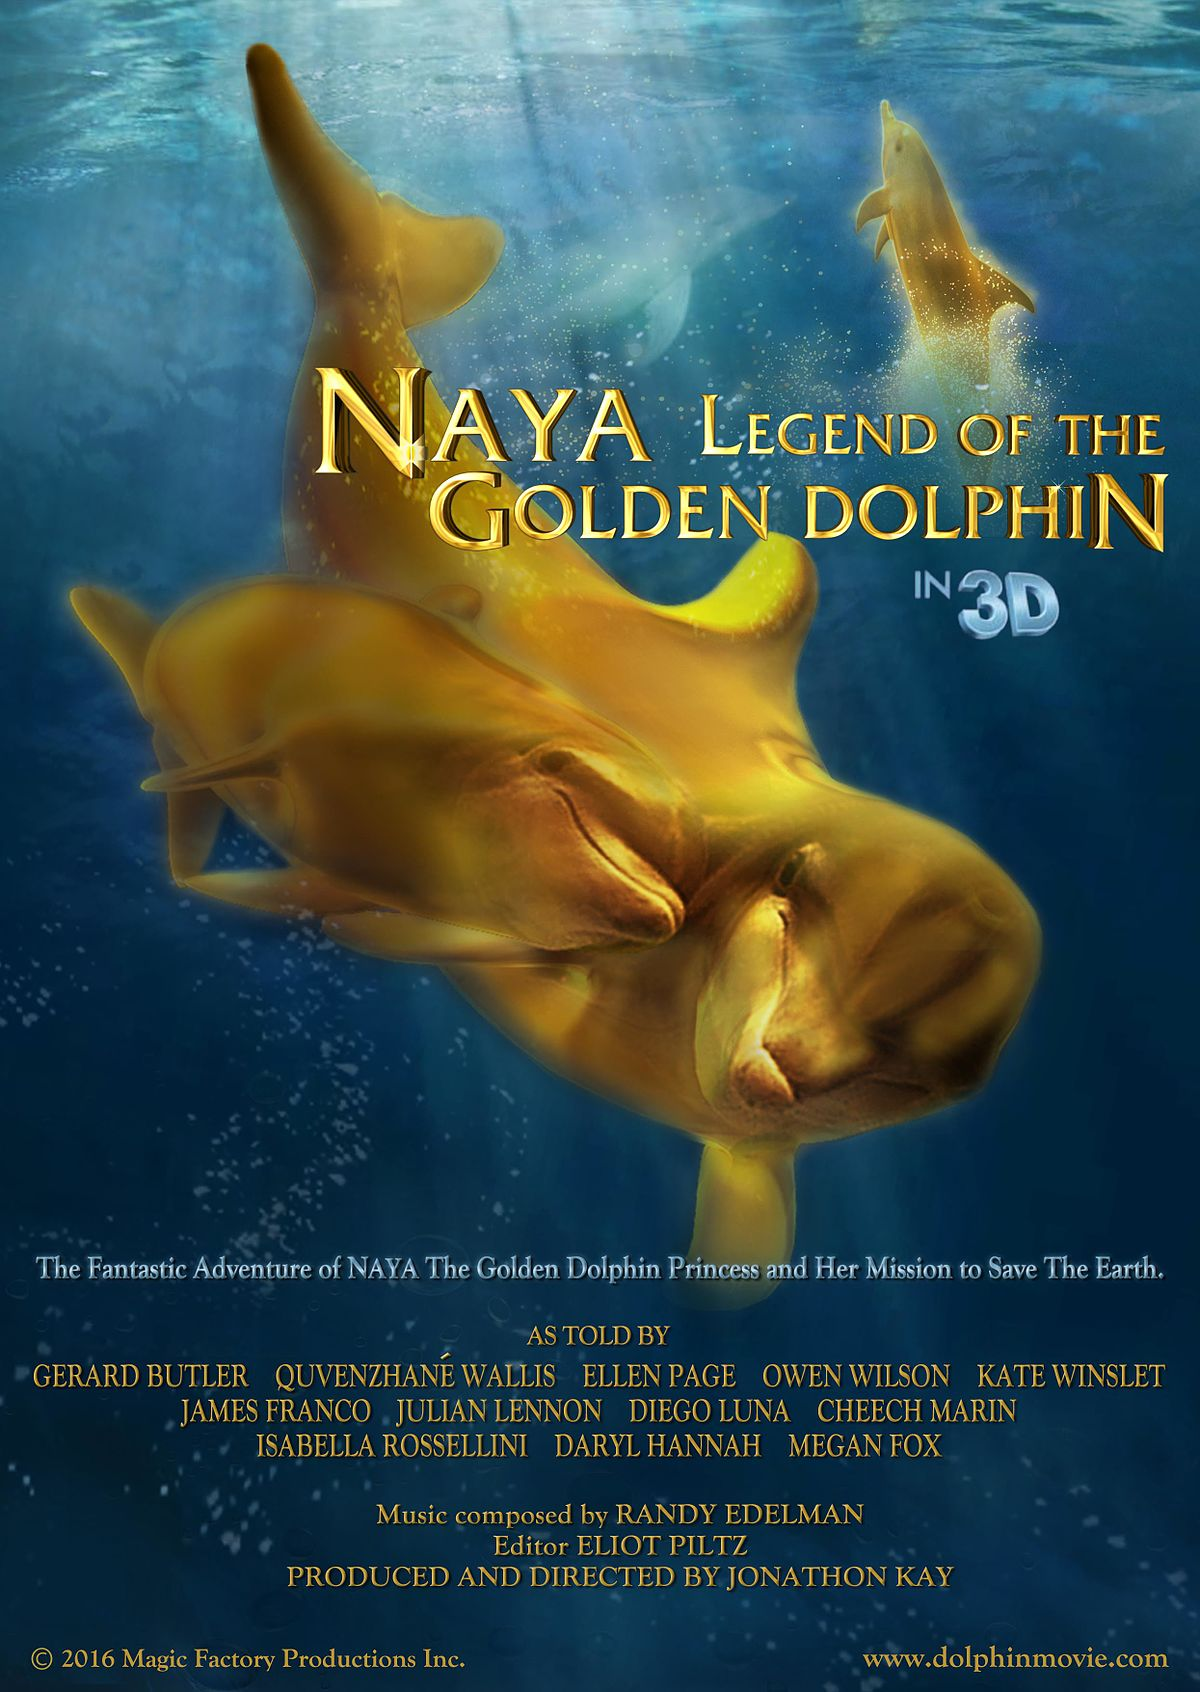 NAYA LEGEND OF THE
GOLDEN DOLPHIN
IN 3D
The Fantastic Adventure of NAYA The Golden Dolphin Princess and Her Mission to Save The Earth.
AS TOLD BY
GERARD BUTLER QUVENZHANÉ WALLIS ELLEN PAGE OWEN WILSON KATE WINSLET
JAMES FRANCO JULIAN LENNON DIEGO LUNA CHEECH MARIN
ISABELLA ROSSELLINI DARYL HANNAH MEGAN FOX
Music composed by RANDY EDELMAN
Editor ELIOT PILTZ
PRODUCED AND DIRECTED BY JONATHON KAY
© 2016 Magic Factory Productions Inc. www.dolphinmovie.com